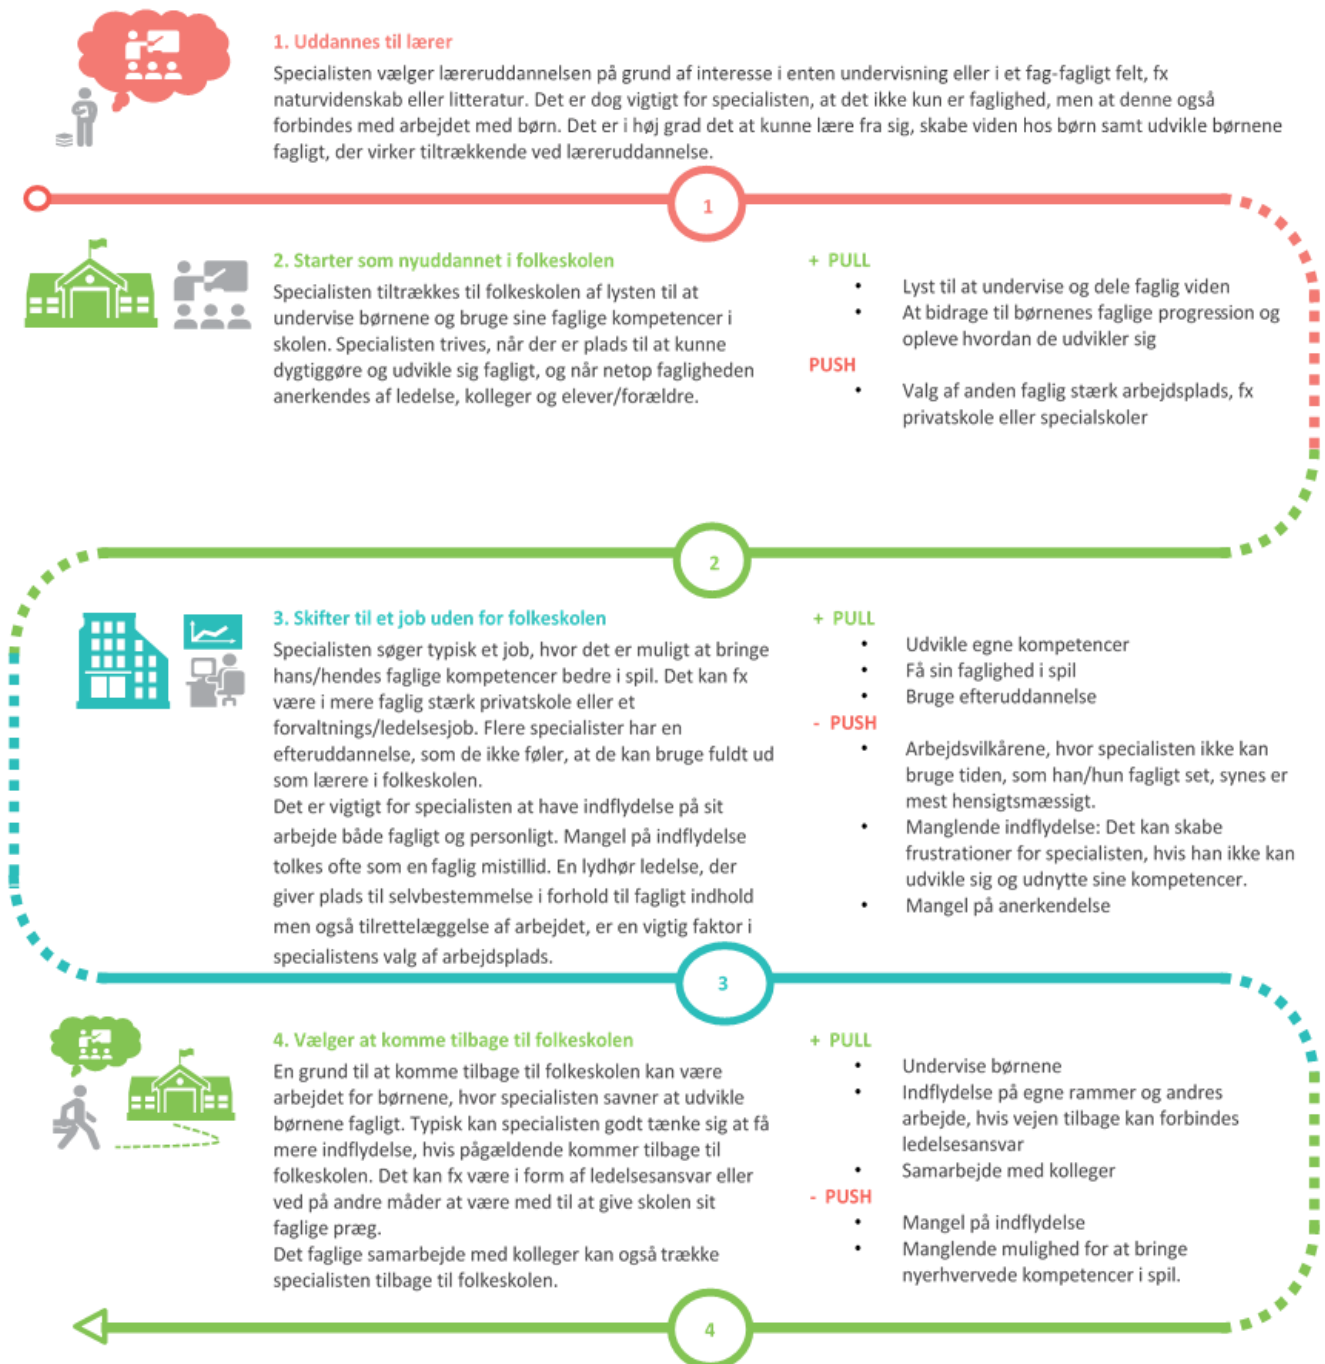 1. Uddannes til lærer
Specialisten vælger læreruddannelsen på grund af interesse i enten undervisning eller i et fag-fagligt felt, fx
naturvidenskab eller litteratur. Det er dog vigtigt for specialisten, at det ikke kun er faglighed, men at denne også
forbindes med arbejdet med børn. Det er i høj grad det at kunne lære fra sig, skabe viden hos børn samt udvikle børnene
fagligt, der virker tiltrækkende ved læreruddannelse.
1
2. Starter som nyuddannet i folkeskolen
Specialisten tiltrækkes til folkeskolen af lysten til at
undervise børnene og bruge sine faglige kompetencer i
skolen. Specialisten trives, når der er plads til at kunne
dygtiggøre og udvikle sig fagligt, og når netop fagligheden
anerkendes af ledelse, kolleger og elever/forældre.
+ PULL
• Lyst til at undervise og dele faglig viden
• At bidrage til børnenes faglige progression og
opleve hvordan de udvikler sig
PUSH
• Valg af anden faglig stærk arbejdsplads, fx
privatskole eller specialskoler
2
3. Skifter til et job uden for folkeskolen
Specialisten søger typisk et job, hvor det er muligt at bringe
hans/hendes faglige kompetencer bedre i spil. Det kan fx
være i mere faglig stærk privatskole eller et
forvaltnings/ledelsesjob. Flere specialister har en
efteruddannelse, som de ikke føler, at de kan bruge fuldt ud
som lærere i folkeskolen.
Det er vigtigt for specialisten at have indflydelse på sit
arbejde både fagligt og personligt. Mangel på indflydelse
tolkes ofte som en faglig mistillid. En lydhør ledelse, der
giver plads til selvbestemmelse i forhold til fagligt indhold
men også tilrettelæggelse af arbejdet, er en vigtig faktor i
specialistens valg af arbejdsplads.
+ PULL
• Udvikle egne kompetencer
• Få sin faglighed i spil
• Bruge efteruddannelse
- PUSH
• Arbejdsvilkårene, hvor specialisten ikke kan
bruge tiden, som han/hun fagligt set, synes er
mest hensigtsmæssigt.
• Manglende indflydelse: Det kan skabe
frustrationer for specialisten, hvis han ikke kan
udvikle sig og udnytte sine kompetencer.
• Mangel på anerkendelse
3
4. Vælger at komme tilbage til folkeskolen
En grund til at komme tilbage til folkeskolen kan være
arbejdet for børnene, hvor specialisten savner at udvikle
børnene fagligt. Typisk kan specialisten godt tænke sig at få
mere indflydelse, hvis pågældende kommer tilbage til
folkeskolen. Det kan fx være i form af ledelsesansvar eller
ved på andre måder at være med til at give skolen sit
faglige præg.
Det faglige samarbejde med kolleger kan også trække
specialisten tilbage til folkeskolen.
+ PULL
• Undervise børnene
• Indflydelse på egne rammer og andres
arbejde, hvis vejen tilbage kan forbindes
ledelsesansvar
• Samarbejde med kolleger
- PUSH
• Mangel på indflydelse
• Manglende mulighed for at bringe
nyerhvervede kompetencer i spil.
4